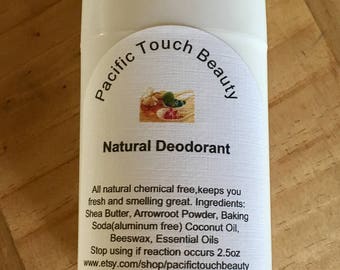 Pacific Touch Beauty
Natural Deodorant
All natural chemical free,keeps you
fresh and smelling great. Ingredients:
Shea Butter, Arrowroot Powder, Baking
Soda(aluminum free) Coconut Oil,
Beeswax, Essential Oils
Stop using if reaction occurs 2.5oz
www.etsy.com/shop/pacifictouchbeauty